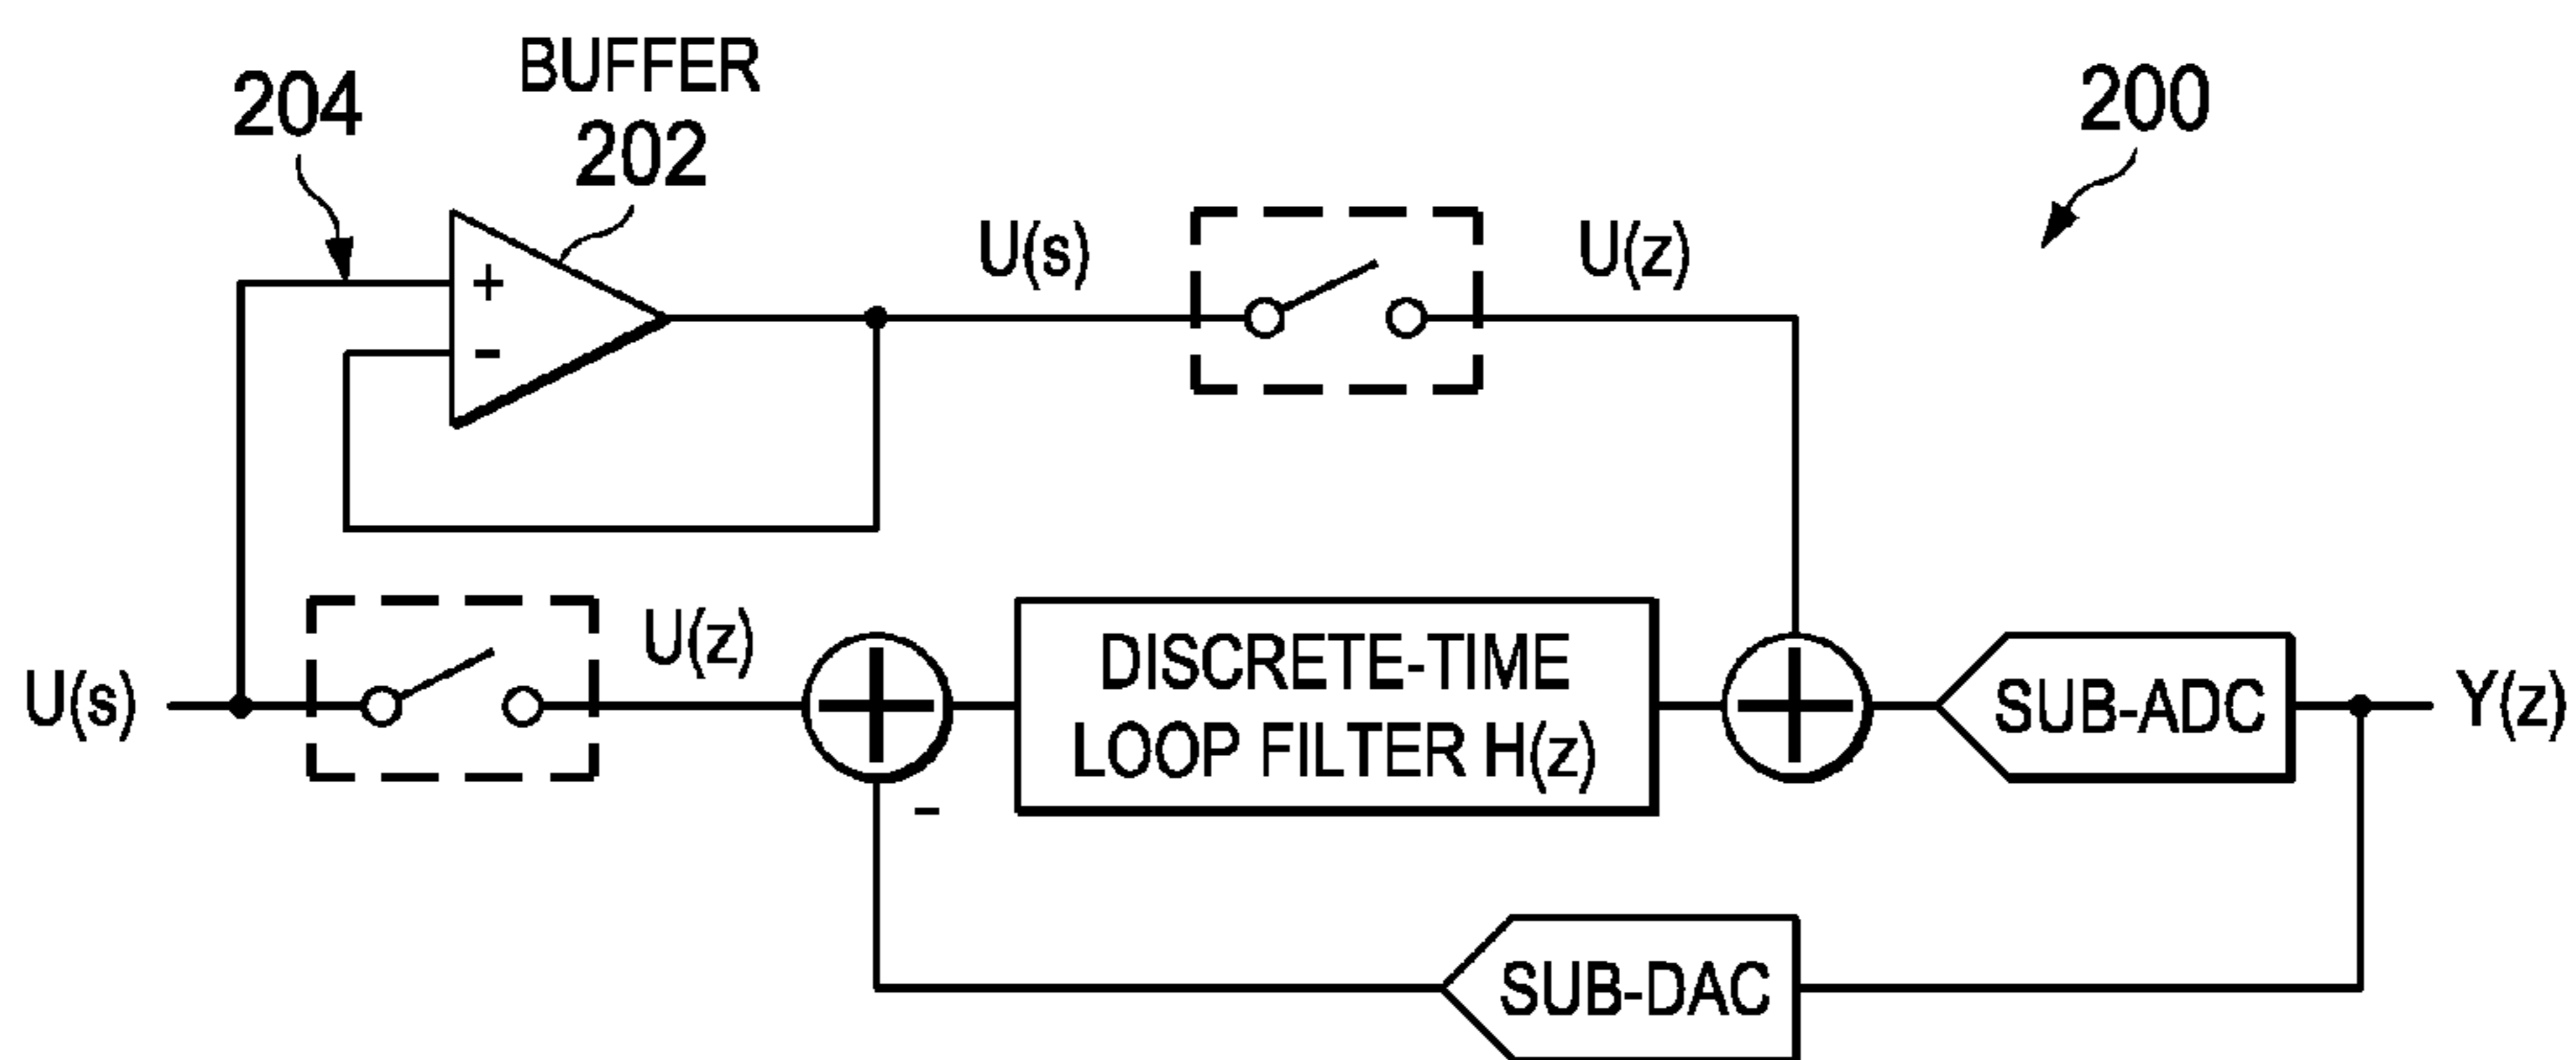 BUFFER
204
202
200
U(s)
U(z)
+
-
U(s)
U(z)
DISCRETE-TIME
LOOP FILTER H(z)
SUB-ADC
Y(z)
-
SUB-DAC